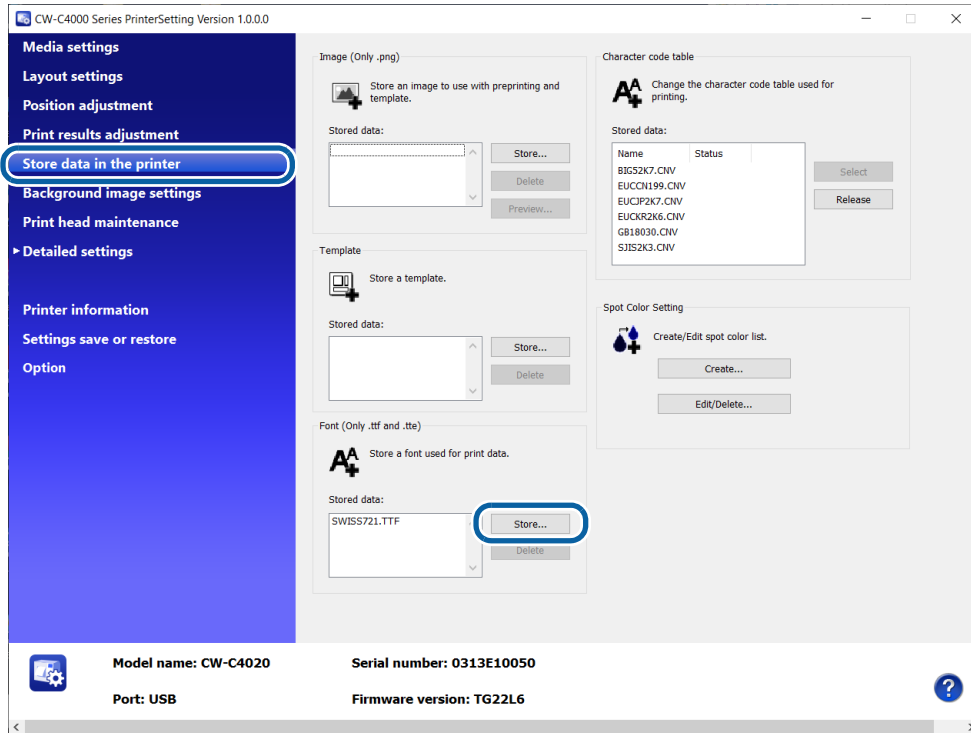 CW-C4000 Series PrinterSetting Version 1.0.0.0
Media settings
Layout settings
Position adjustment
Print results adjustment
Store data in the printer
Background image settings
Print head maintenance
Detailed settings
Printer information
Settings save or restore
Option
Image (Only .png)
Store an image to use with preprinting and
template.
Stored data:
Store...
Delete
Preview...
Template
Store a template.
Stored data:
Store...
Delete
Font (Only .ttf and .tte)
Store a font used for print data.
Stored data:
SWISS721.TTF
Store...
Delete
Character code table
Change the character code table used for
printing.
Stored data:
Name Status
BIG52K7.CNV
EUCCN199.CNV
EUCJP2K7.CNV
EUCKR2K6.CNV
GB18030.CNV
SJIS2K3.CNV
Select
Release
Spot Color Setting
Create/Edit spot color list.
Create...
Edit/Delete...
Model name: CW-C4020 Serial number: 0313E10050
Port: USB Firmware version: TG22L6